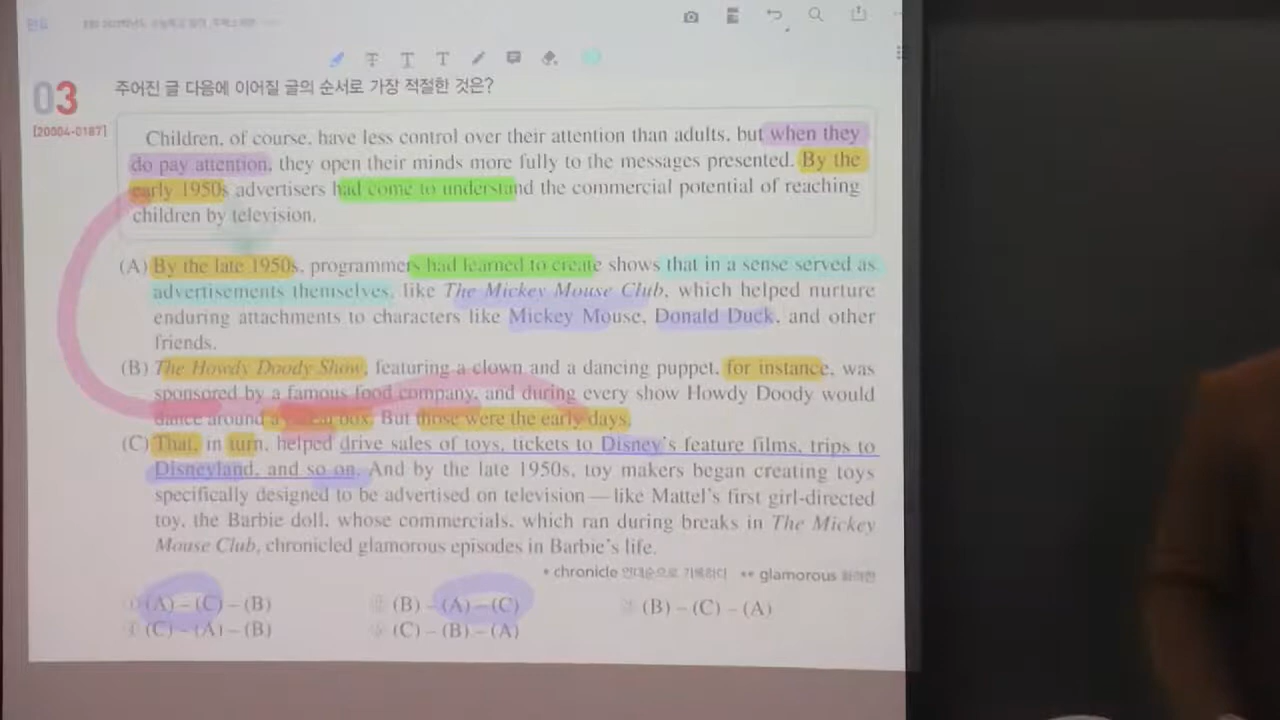 03
[20004-0187]
주어진 글 다음에 이어질 글의 순서로 가장 적절한 것은?
Children, of course, have less control over their attention than adults, but when they
do pay attention, they open their minds more fully to the messages presented. By the
early 1950s advertisers had come to understand the commercial potential of reaching
children by television.
(A) By the late 1950s, programmers had learned to create shows that in a sense served as
advertisements themselves, like The Mickey Mouse Club, which helped nurture
enduring attachments to characters like Mickey Mouse, Donald Duck, and other
friends.
(B) The Howdy Doody Show, featuring a clown and a dancing puppet, for instance, was
sponsored by a famous food company, and during every show Howdy Doody would
dance around a box. But those were the early days.
(C) That, in turn, helped drive sales of toys, tickets to Disney's feature films, trips to
Disneyland, and so on. And by the late 1950s, toy makers began creating toys
specifically designed to be advertised on television — like Mattel's first girl-directed
toy, the Barbie doll, whose commercials, which ran during breaks in The Mickey
Mouse Club, chronicled glamorous episodes in Barbie's life.
* chronicle 연대순으로 기록하다 ** glamorous 화려한
① (A) – (C) – (B) ② (B) – (A) – (C) ③ (B) – (C) – (A)
④ (C) – (A) – (B) ⑤ (C) – (B) – (A)